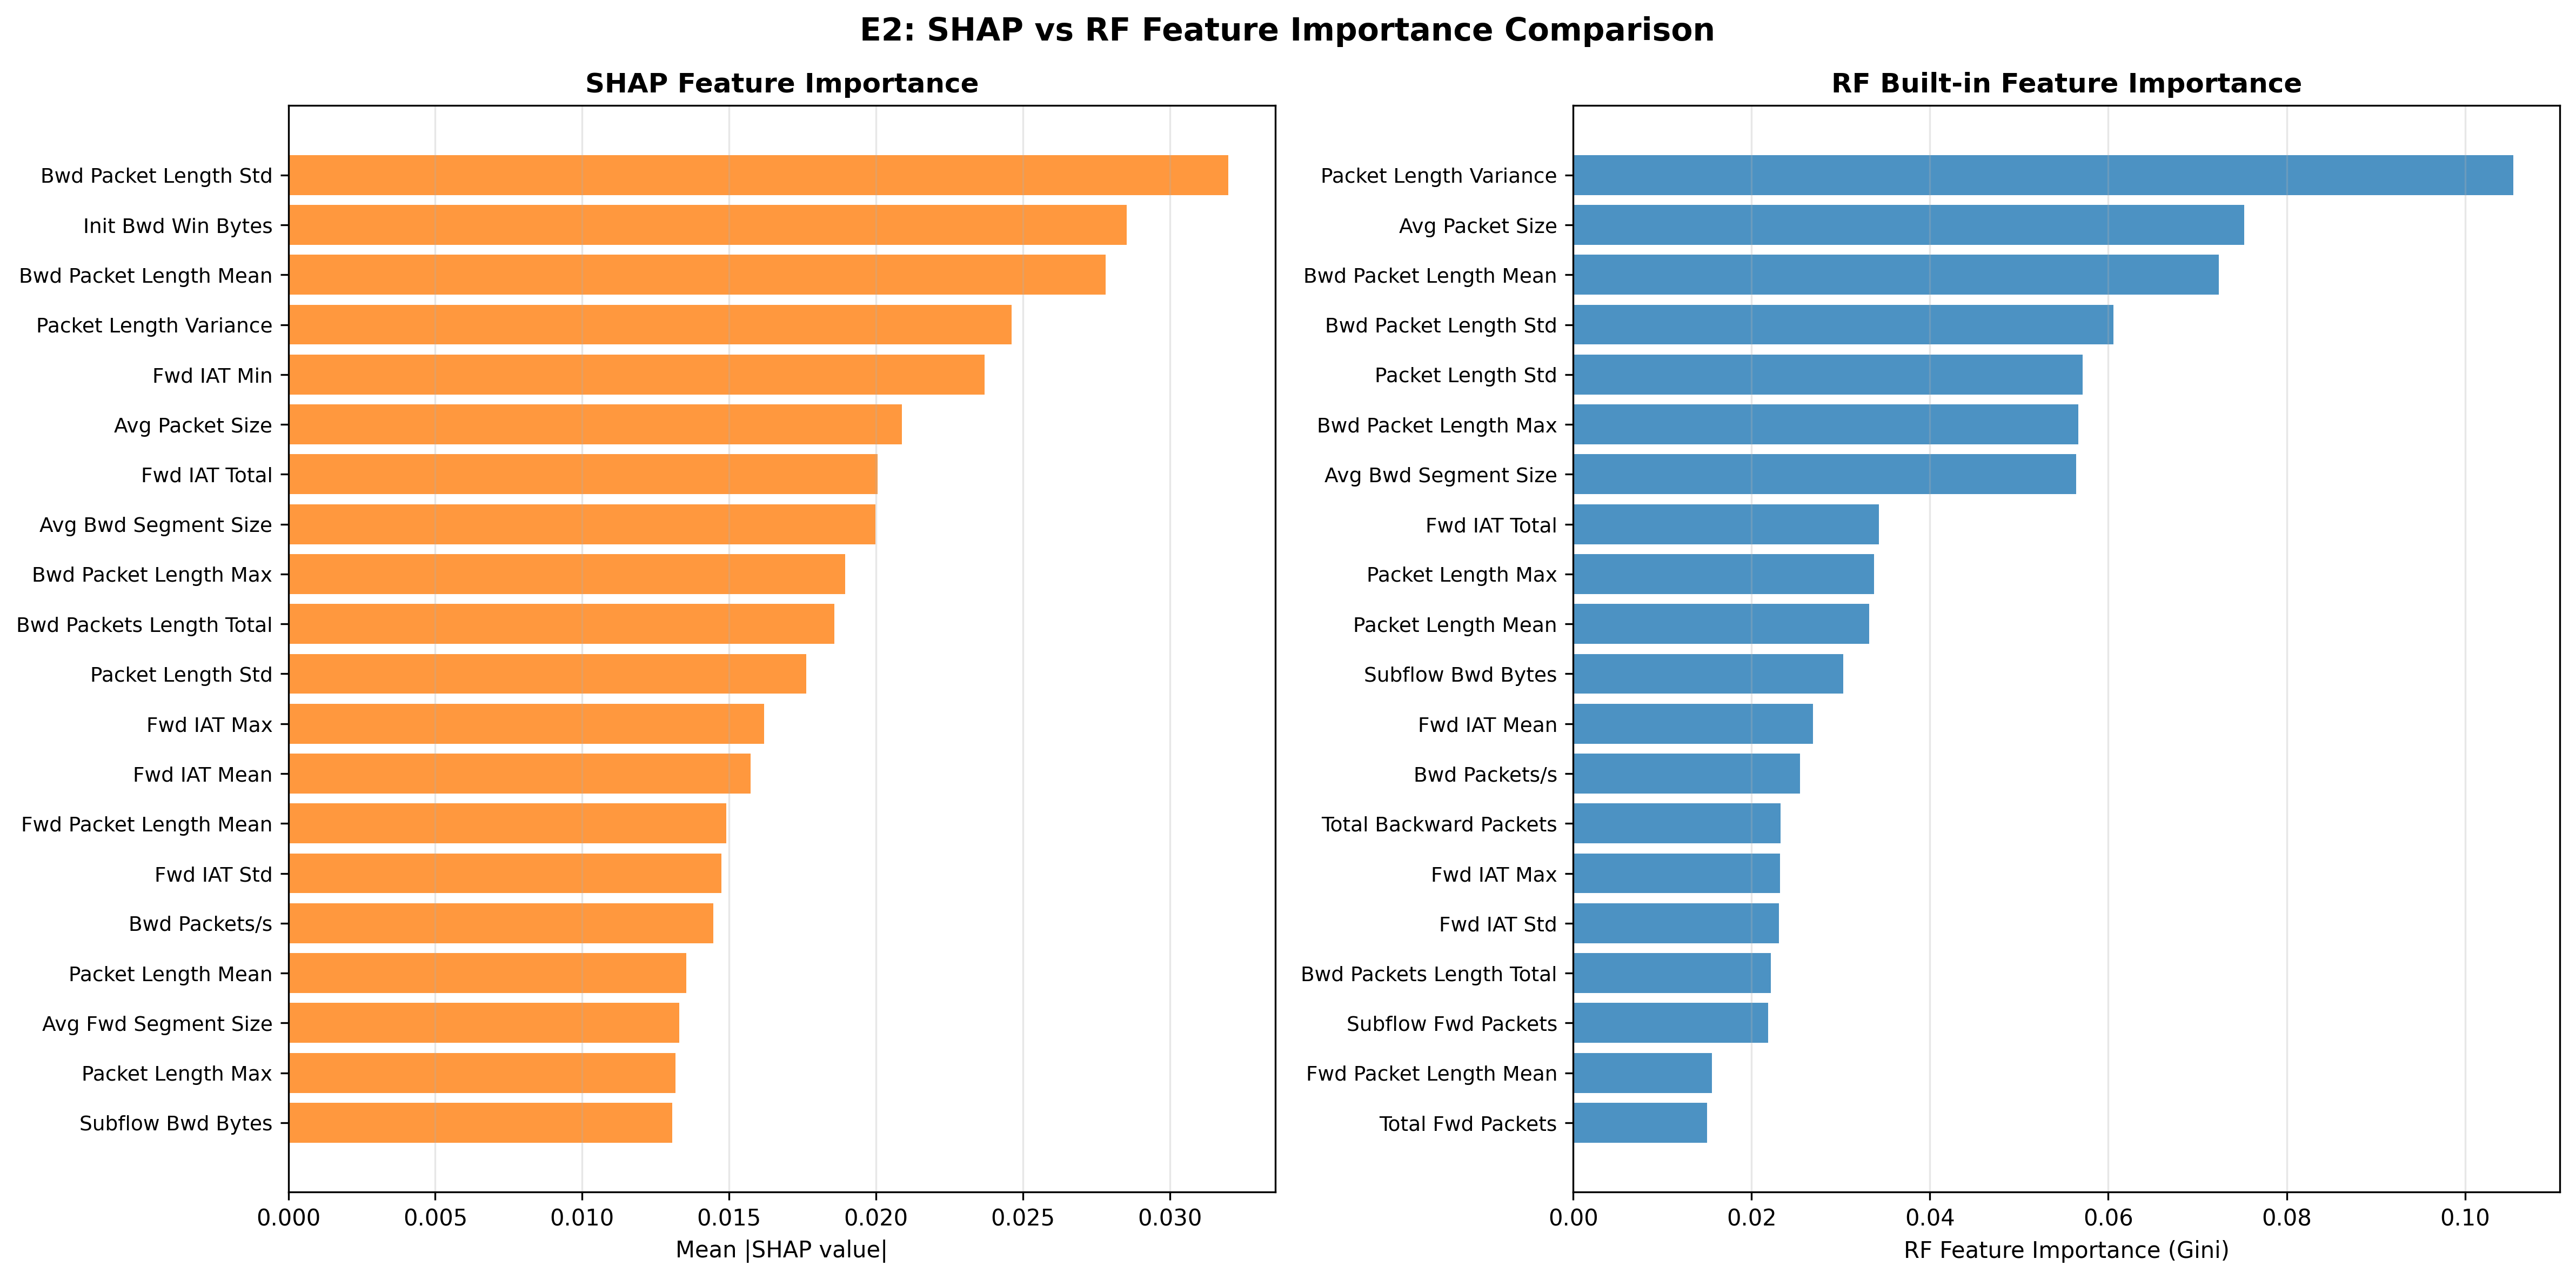 E2: SHAP vs RF Feature Importance Comparison
SHAP Feature Importance
Bwd Packet Length Std
Init Bwd Win Bytes
Bwd Packet Length Mean
Packet Length Variance
Fwd IAT Min
Avg Packet Size
Fwd IAT Total
Avg Bwd Segment Size
Bwd Packet Length Max
Bwd Packets Length Total
Packet Length Std
Fwd IAT Max
Fwd IAT Mean
Fwd Packet Length Mean
Fwd IAT Std
Bwd Packets/s
Packet Length Mean
Avg Fwd Segment Size
Packet Length Max
Subflow Bwd Bytes
0.000 0.005 0.010 0.015 0.020 0.025 0.030
Mean |SHAP value|
RF Built-in Feature Importance
Packet Length Variance
Avg Packet Size
Bwd Packet Length Mean
Bwd Packet Length Std
Packet Length Std
Bwd Packet Length Max
Avg Bwd Segment Size
Fwd IAT Total
Packet Length Max
Packet Length Mean
Subflow Bwd Bytes
Fwd IAT Mean
Bwd Packets/s
Total Backward Packets
Fwd IAT Max
Fwd IAT Std
Bwd Packets Length Total
Subflow Fwd Packets
Fwd Packet Length Mean
Total Fwd Packets
0.00 0.02 0.04 0.06 0.08 0.10
RF Feature Importance (Gini)